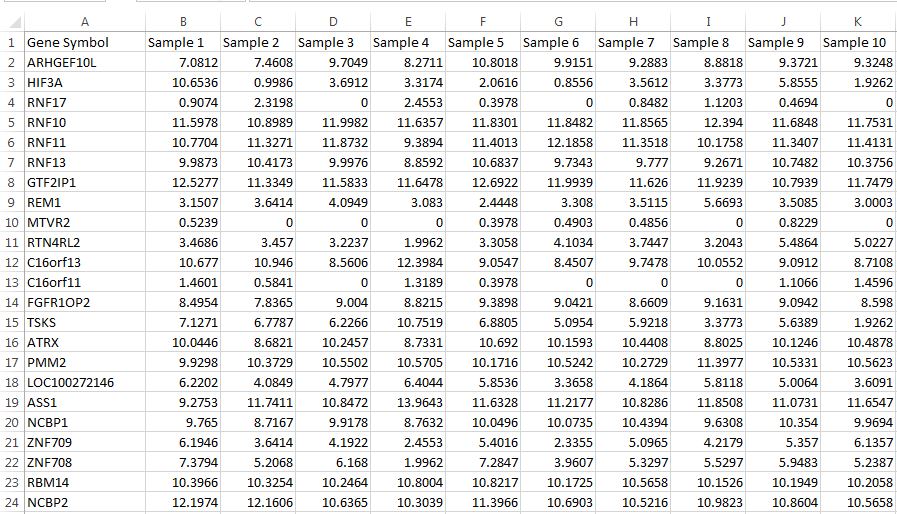 A B C D E F G H I J K
1 Gene Symbol Sample 1 Sample 2 Sample 3 Sample 4 Sample 5 Sample 6 Sample 7 Sample 8 Sample 9 Sample 10
2 ARHGEF10L 7.0812 7.4608 9.7049 8.2711 10.8018 9.9151 9.2883 8.8818 9.3721 9.3248
3 HIF3A 10.6536 0.9986 3.6912 3.3174 2.0616 0.8556 3.5612 3.3773 5.8555 1.9262
4 RNF17 0.9074 2.3198 0 2.4553 0.3978 0 0.8482 1.1203 0.4694 0
5 RNF10 11.5978 10.8989 11.9982 11.6357 11.8301 11.8482 11.8565 12.394 11.6848 11.7531
6 RNF11 10.7704 11.3271 11.8732 9.3894 11.4013 12.1858 11.3518 10.1758 11.3407 11.4131
7 RNF13 9.9873 10.4173 9.9976 8.8592 10.6837 9.7343 9.777 9.2671 10.7482 10.3756
8 GTF2IP1 12.5277 11.3349 11.5833 11.6478 12.6922 11.9939 11.626 11.9239 10.7939 11.7479
9 REM1 3.1507 3.6414 4.0949 3.083 2.4448 3.308 3.5115 5.6693 3.5085 3.0003
10 MTVR2 0.5239 0 0 0 0.3978 0.4903 0.4856 0 0.8229 0
11 RTN4RL2 3.4686 3.457 3.2237 1.9962 3.3058 4.1034 3.7447 3.2043 5.4864 5.0227
12 C16orf13 10.677 10.946 8.5606 12.3984 9.0547 8.4507 9.7478 10.0552 9.0912 8.7108
13 C16orf11 1.4601 0.5841 0 1.3189 0.3978 0 0 0 1.1066 1.4596
14 FGFR1OP2 8.4954 7.8365 9.004 8.8215 9.3898 9.0421 8.6609 9.1631 9.0942 8.598
15 TSKS 7.1271 6.7787 6.2266 10.7519 6.8805 5.0954 5.9218 3.3773 5.6389 1.9262
16 ATRX 10.0446 8.6821 10.2457 8.7331 10.692 10.1593 10.4408 8.8025 10.1246 10.4878
17 PMM2 9.9298 10.3729 10.5502 10.5705 10.1716 10.5242 10.2729 11.3977 10.5331 10.5623
18 LOC100272146 6.2202 4.0849 4.7977 6.4044 5.8536 3.3658 4.1864 5.8118 5.0064 3.6091
19 ASS1 9.2753 11.7411 10.8472 13.9643 11.6328 11.2177 10.8286 11.8508 11.0731 11.6547
20 NCBP1 9.765 8.7167 9.9178 8.7632 10.0496 10.0735 10.4394 9.6308 10.354 9.9694
21 ZNF709 6.1946 3.6414 4.1922 2.4553 5.4016 2.3355 5.0965 4.2179 5.357 6.1357
22 ZNF708 7.3794 5.2068 6.168 1.9962 7.2847 3.9607 5.3297 5.5297 5.9483 5.2387
23 RBM14 10.3966 10.3254 10.2464 10.8004 10.8217 10.1725 10.5658 10.1526 10.1949 10.2058
24 NCBP2 12.1974 12.1606 10.6365 10.3039 11.3966 10.6903 10.5216 10.9823 10.8604 10.5658